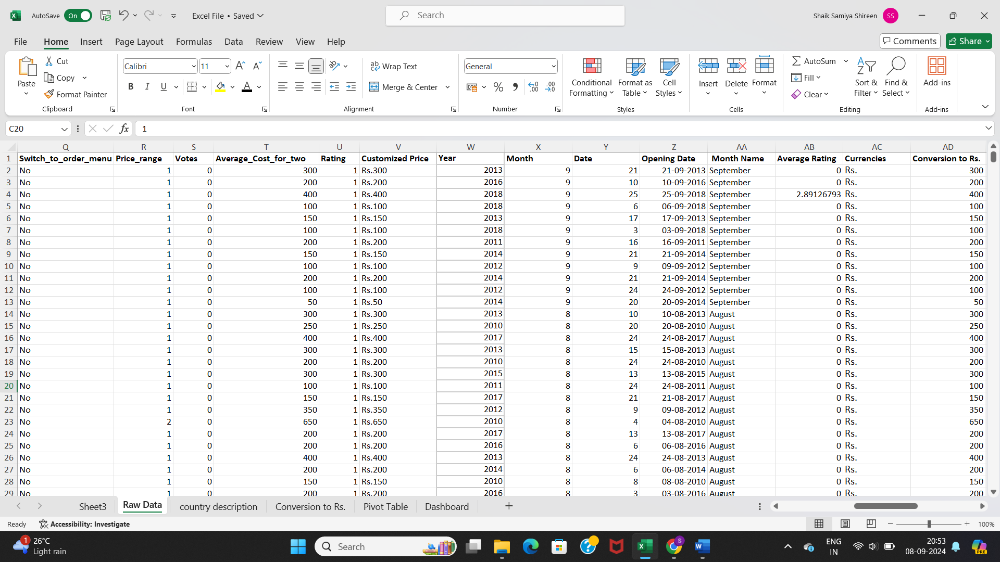 AutoSave On Excel File • Saved Search Shaik Samiya Shireen SS
File Home Insert Page Layout Formulas Data Review View Help Comments Share
Paste Cut Copy Format Painter Clipboard
Calibri 11 B I U A Font
Wrap Text Merge & Center Alignment
General % Number
Conditional Formatting Format as Table Cell Styles Styles
Insert Delete Format Cells
AutoSum Fill Clear Sort & Filter Find & Select Editing
Add-ins Add-ins
C20 fx 1
Q R S T U V W X Y Z AA AB AC AD
1 Switch_to_order_menu Price_range Votes Average_Cost_for_two Rating Customized Price Year Month Date Opening Date Month Name Average Rating Currencies Conversion to Rs.
2 No 1 0 300 1 Rs.300 2013 9 21 21-09-2013 September 0 Rs. 300
3 No 1 0 200 1 Rs.200 2016 9 10 10-09-2016 September 0 Rs. 200
4 No 1 0 400 1 Rs.400 2018 9 25 25-09-2018 September 2.89126793 Rs. 400
5 No 1 0 100 1 Rs.100 2018 9 6 06-09-2018 September 0 Rs. 100
6 No 1 0 150 1 Rs.150 2013 9 17 17-09-2013 September 0 Rs. 150
7 No 1 0 100 1 Rs.100 2018 9 3 03-09-2018 September 0 Rs. 100
8 No 1 0 200 1 Rs.200 2011 9 16 16-09-2011 September 0 Rs. 200
9 No 1 0 150 1 Rs.150 2014 9 21 21-09-2014 September 0 Rs. 150
10 No 1 0 100 1 Rs.100 2012 9 9 09-09-2012 September 0 Rs. 100
11 No 1 0 200 1 Rs.200 2014 9 21 21-09-2014 September 0 Rs. 200
12 No 1 0 100 1 Rs.100 2012 9 24 24-09-2012 September 0 Rs. 100
13 No 1 0 50 1 Rs.50 2014 9 20 20-09-2014 September 0 Rs. 50
14 No 1 0 300 1 Rs.300 2013 8 10 10-08-2013 August 0 Rs. 300
15 No 1 0 250 1 Rs.250 2010 8 20 20-08-2010 August 0 Rs. 250
16 No 1 0 400 1 Rs.400 2017 8 24 24-08-2017 August 0 Rs. 400
17 No 1 0 300 1 Rs.300 2013 8 15 15-08-2013 August 0 Rs. 300
18 No 1 0 200 1 Rs.200 2010 8 24 24-08-2010 August 0 Rs. 200
19 No 1 0 300 1 Rs.300 2015 8 13 13-08-2015 August 0 Rs. 300
20 No 1 0 100 1 Rs.100 2011 8 24 24-08-2011 August 0 Rs. 100
21 No 1 0 150 1 Rs.150 2017 8 21 21-08-2017 August 0 Rs. 150
22 No 1 0 350 1 Rs.350 2012 8 9 09-08-2012 August 0 Rs. 350
23 No 2 0 650 1 Rs.650 2010 8 4 04-08-2010 August 0 Rs. 650
24 No 1 0 200 1 Rs.200 2017 8 13 13-08-2017 August 0 Rs. 200
25 No 1 0 200 1 Rs.200 2016 8 6 06-08-2016 August 0 Rs. 200
26 No 1 0 400 1 Rs.400 2013 8 24 24-08-2013 August 0 Rs. 400
27 No 1 0 200 1 Rs.200 2014 8 6 06-08-2014 August 0 Rs. 200
28 No 1 0 150 1 Rs.150 2010 8 8 08-08-2010 August 0 Rs. 150
29 No 1 0 200 1 Rs.200 2016 8 3 03-08-2016 August 0 Rs. 200
Sheet3 Raw Data country description Conversion to Rs. Pivot Table Dashboard
Ready Accessibility: Investigate 100%
1 26°C Light rain Search ENG IN 20:53 08-09-2024 PRE